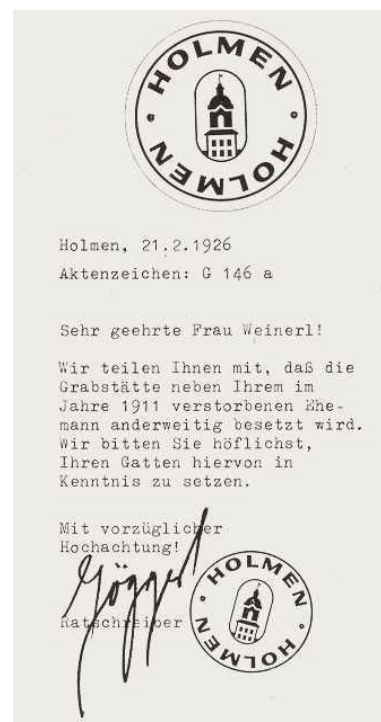 HOLMEN
HOLMEN
Holmen, 21.2.1926
Aktenzeichen: G 146 a
Sehr geehrte Frau Weinerl!
Wir teilen Ihnen mit, daß die
Grabstätte neben Ihrem im
Jahre 1911 verstorbenen Ehe-
mann anderweitig besetzt wird.
Wir bitten Sie höflichst,
Ihren Gatten hiervon in
Kenntnis zu setzen.
Mit vorzüglicher
Hochachtung!
Ratschreiber
HOLMEN
HOLMEN